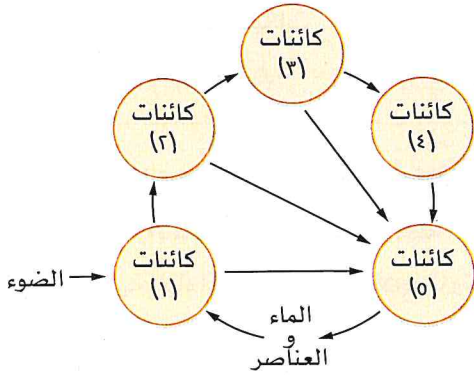 كائنات
(٣)
كائنات
(٢)
كائنات
(٤)
كائنات
(١)
كائنات
(٥)
الضوء
الماء
و
العناصر